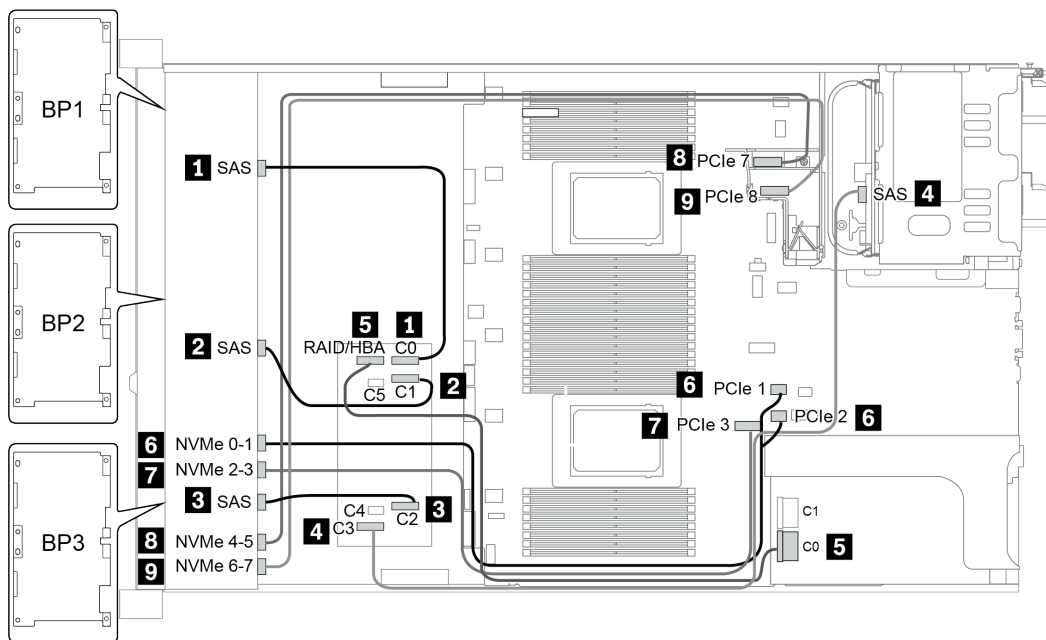 BP1
1 SAS
8 PCIe 7
9 PCIe 8
SAS 4
BP2
5 1
2 SAS
RAID/HBA C0
C5 C1 2
6 PCIe 1
7 PCIe 3
PCIe 2 6
6 NVMe 0-1
7 NVMe 2-3
3 SAS
C4 C2 3
4 C3
C1
C0 5
BP3
8 NVMe 4-5
9 NVMe 6-7